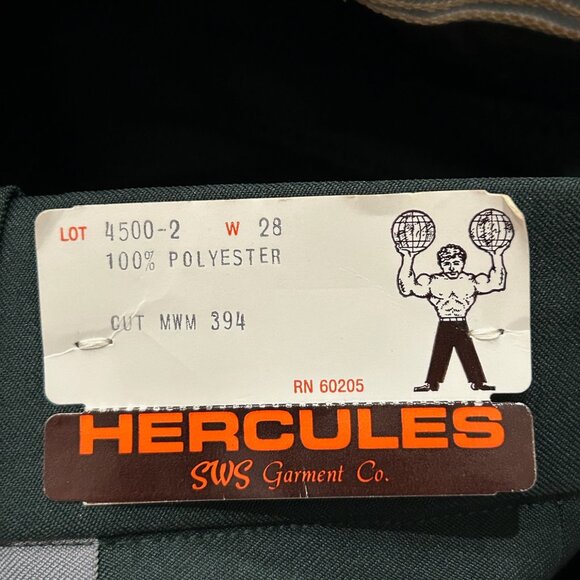 LOT 4500-2 W 28
100% POLYESTER
CUT MWM 394
RN 60205
HERCULES
SWS Garment Co.